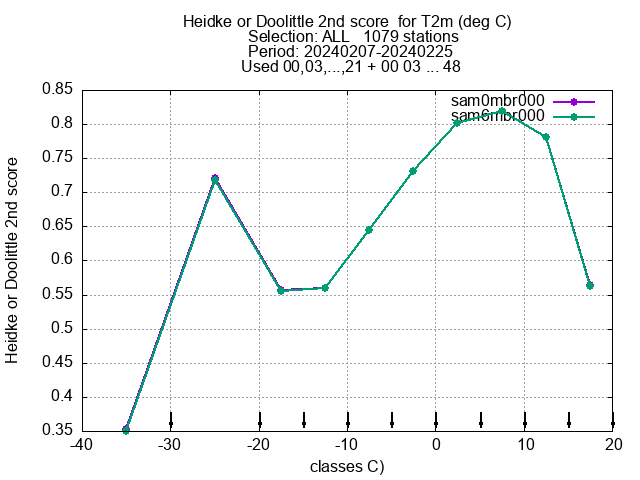 Heidke or Doolittle 2nd score  for T2m (deg C)
Selection: ALL   1079 stations
Period: 20240207-20240225
Used 00,03,...,21 + 00 03 ... 48
sam0mbr000
sam6mbr000
Heidke or Doolittle 2nd score
0.85
0.8
0.75
0.7
0.65
0.6
0.55
0.5
0.45
0.4
0.35
-40 -30 -20 -10 0 10 20
classes C)